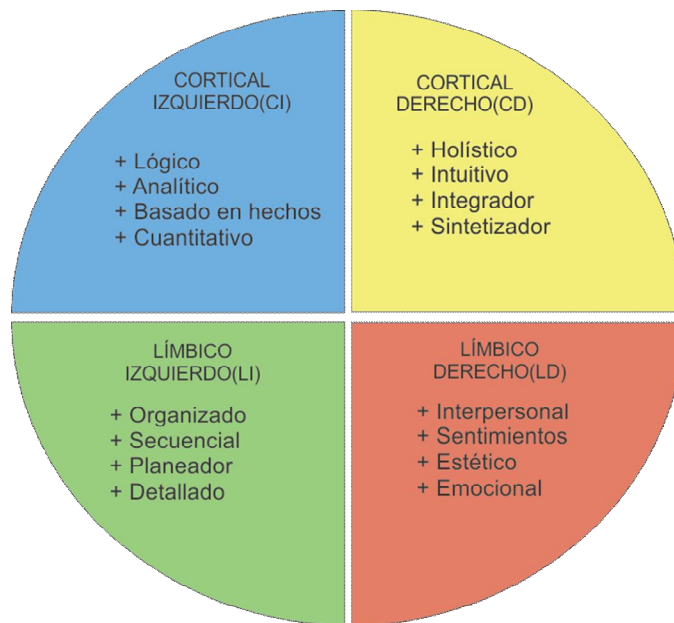 CORTICAL
IZQUIERDO(CI)
+ Lógico
+ Analítico
+ Basado en hechos
+ Cuantitativo
CORTICAL
DERECHO(CD)
+ Holístico
+ Intuitivo
+ Integrador
+ Sintetizador
LÍMBICO
IZQUIERDO(LI)
+ Organizado
+ Secuencial
+ Planeador
+ Detallado
LÍMBICO
DERECHO(LD)
+ Interpersonal
+ Sentimientos
+ Estético
+ Emocional